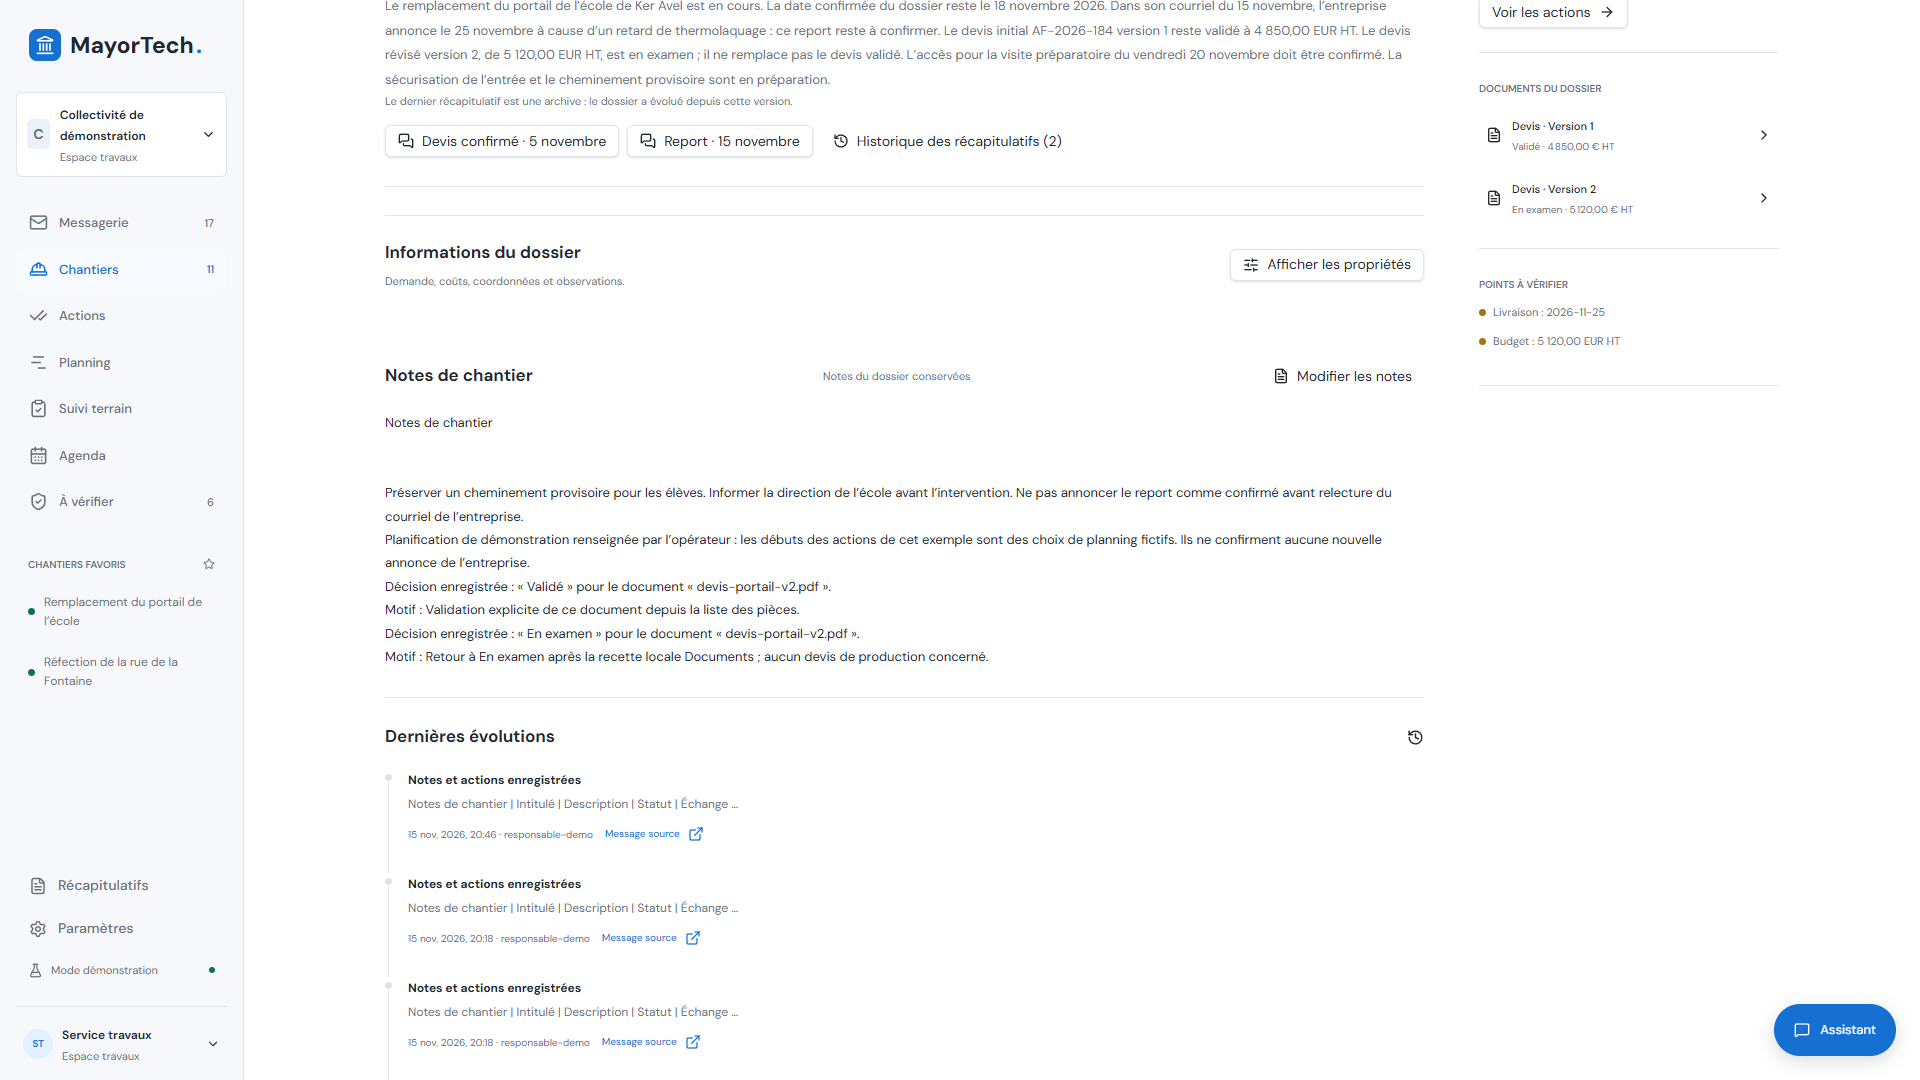 MayorTech.
C
Collectivité de
démonstration
Espace travaux
Messagerie 17
Chantiers 11
Actions
Planning
Suivi terrain
Agenda
À vérifier 6
CHANTIERS FAVORIS
Remplacement du portail de
l'école
Réfection de la rue de la
Fontaine
Récapitulatifs
Paramètres
Mode démonstration
ST
Service travaux
Espace travaux
Le remplacement du portail de l'école de Ker Avel est en cours. La date confirmée du dossier reste le 18 novembre 2026. Dans son courriel du 15 novembre, l'entreprise
annonce le 25 novembre à cause d'un retard de thermolaquage : ce report reste à confirmer. Le devis initial AF-2026-184 version 1 reste validé à 4 850,00 EUR HT. Le devis
révisé version 2, de 5 120,00 EUR HT, est en examen ; il ne remplace pas le devis validé. L'accès pour la visite préparatoire du vendredi 20 novembre doit être confirmé. La
sécurisation de l'entrée et le cheminement provisoire sont en préparation.
Le dernier récapitulatif est une archive : le dossier a évolué depuis cette version.
Devis confirmé · 5 novembre
Report · 15 novembre
Historique des récapitulatifs (2)
Informations du dossier
Demande, coûts, coordonnées et observations.
Afficher les propriétés
Notes de chantier
Notes du dossier conservées
Modifier les notes
Notes de chantier
Préserver un cheminement provisoire pour les élèves. Informer la direction de l'école avant l'intervention. Ne pas annoncer le report comme confirmé avant relecture du
courriel de l'entreprise.
Planification de démonstration renseignée par l'opérateur : les débuts des actions de cet exemple sont des choix de planning fictifs. Ils ne confirment aucune nouvelle
annonce de l'entreprise.
Décision enregistrée : « Validé » pour le document « devis-portail-v2.pdf ».
Motif : Validation explicite de ce document depuis la liste des pièces.
Décision enregistrée : « En examen » pour le document « devis-portail-v2.pdf ».
Motif : Retour à En examen après la recette locale Documents ; aucun devis de production concerné.
Dernières évolutions
Notes et actions enregistrées
Notes de chantier | Intitulé | Description | Statut | Échange ...
15 nov. 2026, 20:46 · responsable-demo Message source
Notes et actions enregistrées
Notes de chantier | Intitulé | Description | Statut | Échange ...
15 nov. 2026, 20:18 · responsable-demo Message source
Notes et actions enregistrées
Notes de chantier | Intitulé | Description | Statut | Échange ...
15 nov. 2026, 20:18 · responsable-demo Message source
Voir les actions
DOCUMENTS DU DOSSIER
Devis · Version 1
Validé · 4 850,00 € HT
Devis · Version 2
En examen · 5 120,00 € HT
POINTS À VÉRIFIER
Livraison : 2026-11-25
Budget : 5 120,00 EUR HT
Assistant